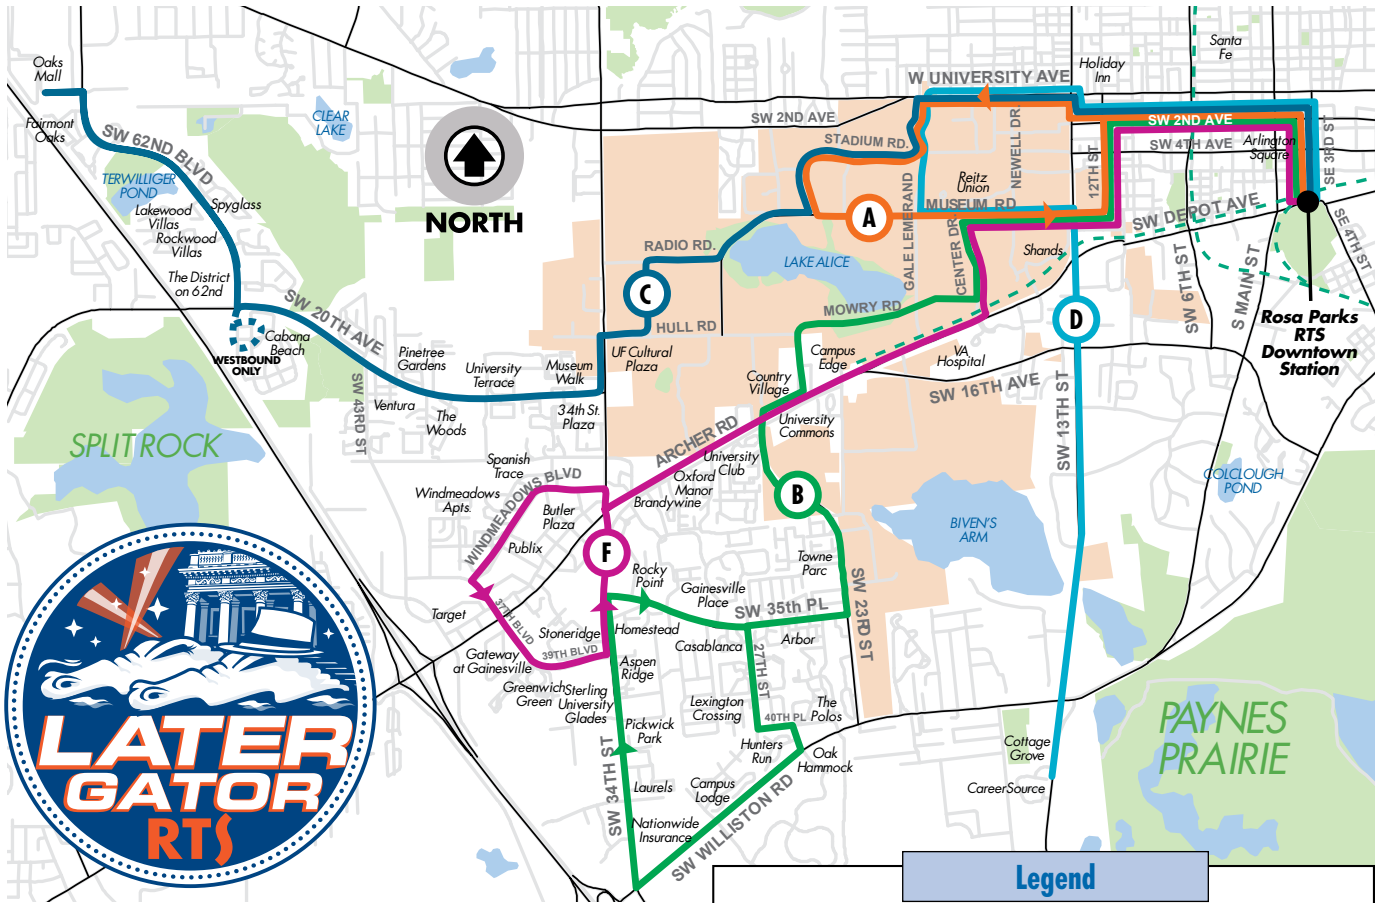 Oaks
Mall
Fairmont
Oaks
SW 62ND BLVD
CLEAR
LAKE
TERWILLIGER
POND
Lakewood
Villas
Rockwood
Villas
Spyglass
The District
on 62nd
NORTH
SW 20TH AVE
WESTBOUND
ONLY
Cabana
Beach
Pinetree
Gardens
University
Terrace
Museum
Walk
SW 43RD ST
Ventura
The
Woods
34th St.
Plaza
UF Cultural
Plaza
HULL RD
C
RADIO RD.
W UNIVERSITY AVE
SW 2ND AVE
STADIUM RD.
Holiday
Inn
Santa
Fe
SW 2ND AVE
SW 4TH AVE
Arlington
Square
SE 3RD ST
NEWELL DR.
12TH ST
Reitz
Union
MUSEUM RD
A
GALE LEMERAND
CENTER DR.
LAKE ALICE
Shands
SW DEPOT AVE
SW 6TH ST
S MAIN ST
SE 4TH ST
Rosa Parks
RTS
Downtown
Station
D
MOWRY RD
Campus
Edge
VA
Hospital
SW 16TH AVE
SW 13TH ST
Country
Village
University
Commons
ARCHER RD
University
Club
Oxford
Manor
Brandywine
B
SPLIT ROCK
Spanish
Trace
WINDMEADOWS BLVD
Windmeadows
Apts.
Butler
Plaza
Publix
F
Target
37TH BLVD
Stoneridge
39TH BLVD
Gateway
at Gainesville
Greenwich
Green
Sterling
University
Glades
Rocky
Point
Gainesville
Place
Homestead
Casablanca
SW 35th PL
Towne
Parc
Arbor
SW 23RD ST
Aspen
Ridge
27TH ST
Lexington
Crossing
The
Polos
40TH PL
Hunters
Run
Oak
Hammock
Pickwick
Park
SW 34TH ST
Laurels
Campus
Lodge
Nationwide
Insurance
SW WILLISTON RD
BIVEN'S
ARM
COLCLOUGH
POND
PAYNES
PRAIRIE
Cottage
Grove
CareerSource
LATER
GATOR
RTS
Legend